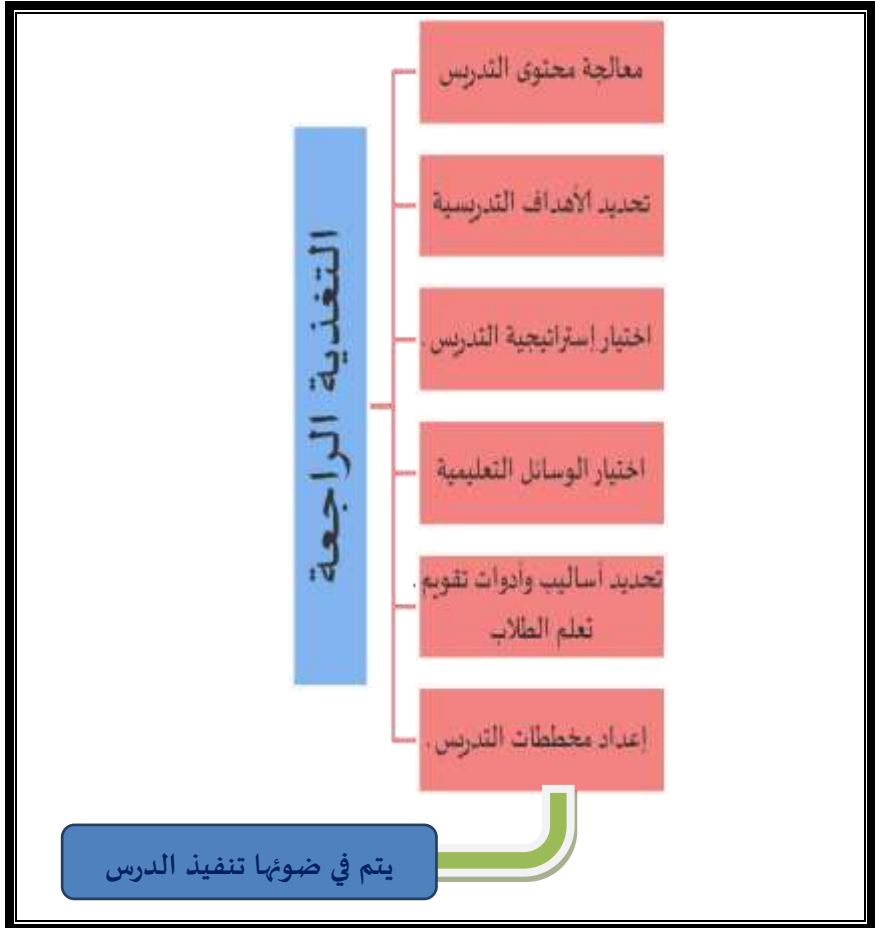 معالجة محتوى التدريس
تحديد الأهداف التدريسية
اختيار إستراتيجية التدريس .
اختيار الوسائل التعليمية
تحديد أساليب وأدوات تقويم .
تعلم الطلاب
إعداد مخططات التدريس .
التغذية الراجعة
يتم في ضوئها تنفيذ الدرس